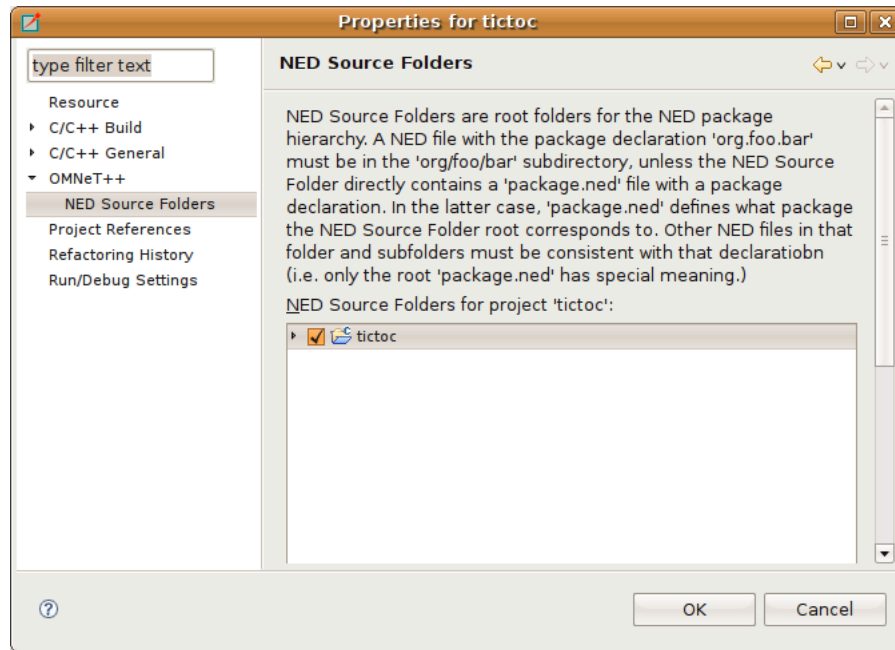 Properties for tictoc
type filter text
Resource
C/C++ Build
C/C++ General
OMNeT++
NED Source Folders
Project References
Refactoring History
Run/Debug Settings
NED Source Folders
NED Source Folders are root folders for the NED package
hierarchy. A NED file with the package declaration 'org.foo.bar'
must be in the 'org/foo/bar' subdirectory, unless the NED Source
Folder directly contains a 'package.ned' file with a package
declaration. In the latter case, 'package.ned' defines what package
the NED Source Folder root corresponds to. Other NED files in that
folder and subfolders must be consistent with that declaratiobn
(i.e. only the root 'package.ned' has special meaning.)
NED Source Folders for project 'tictoc':
tictoc
OK
Cancel